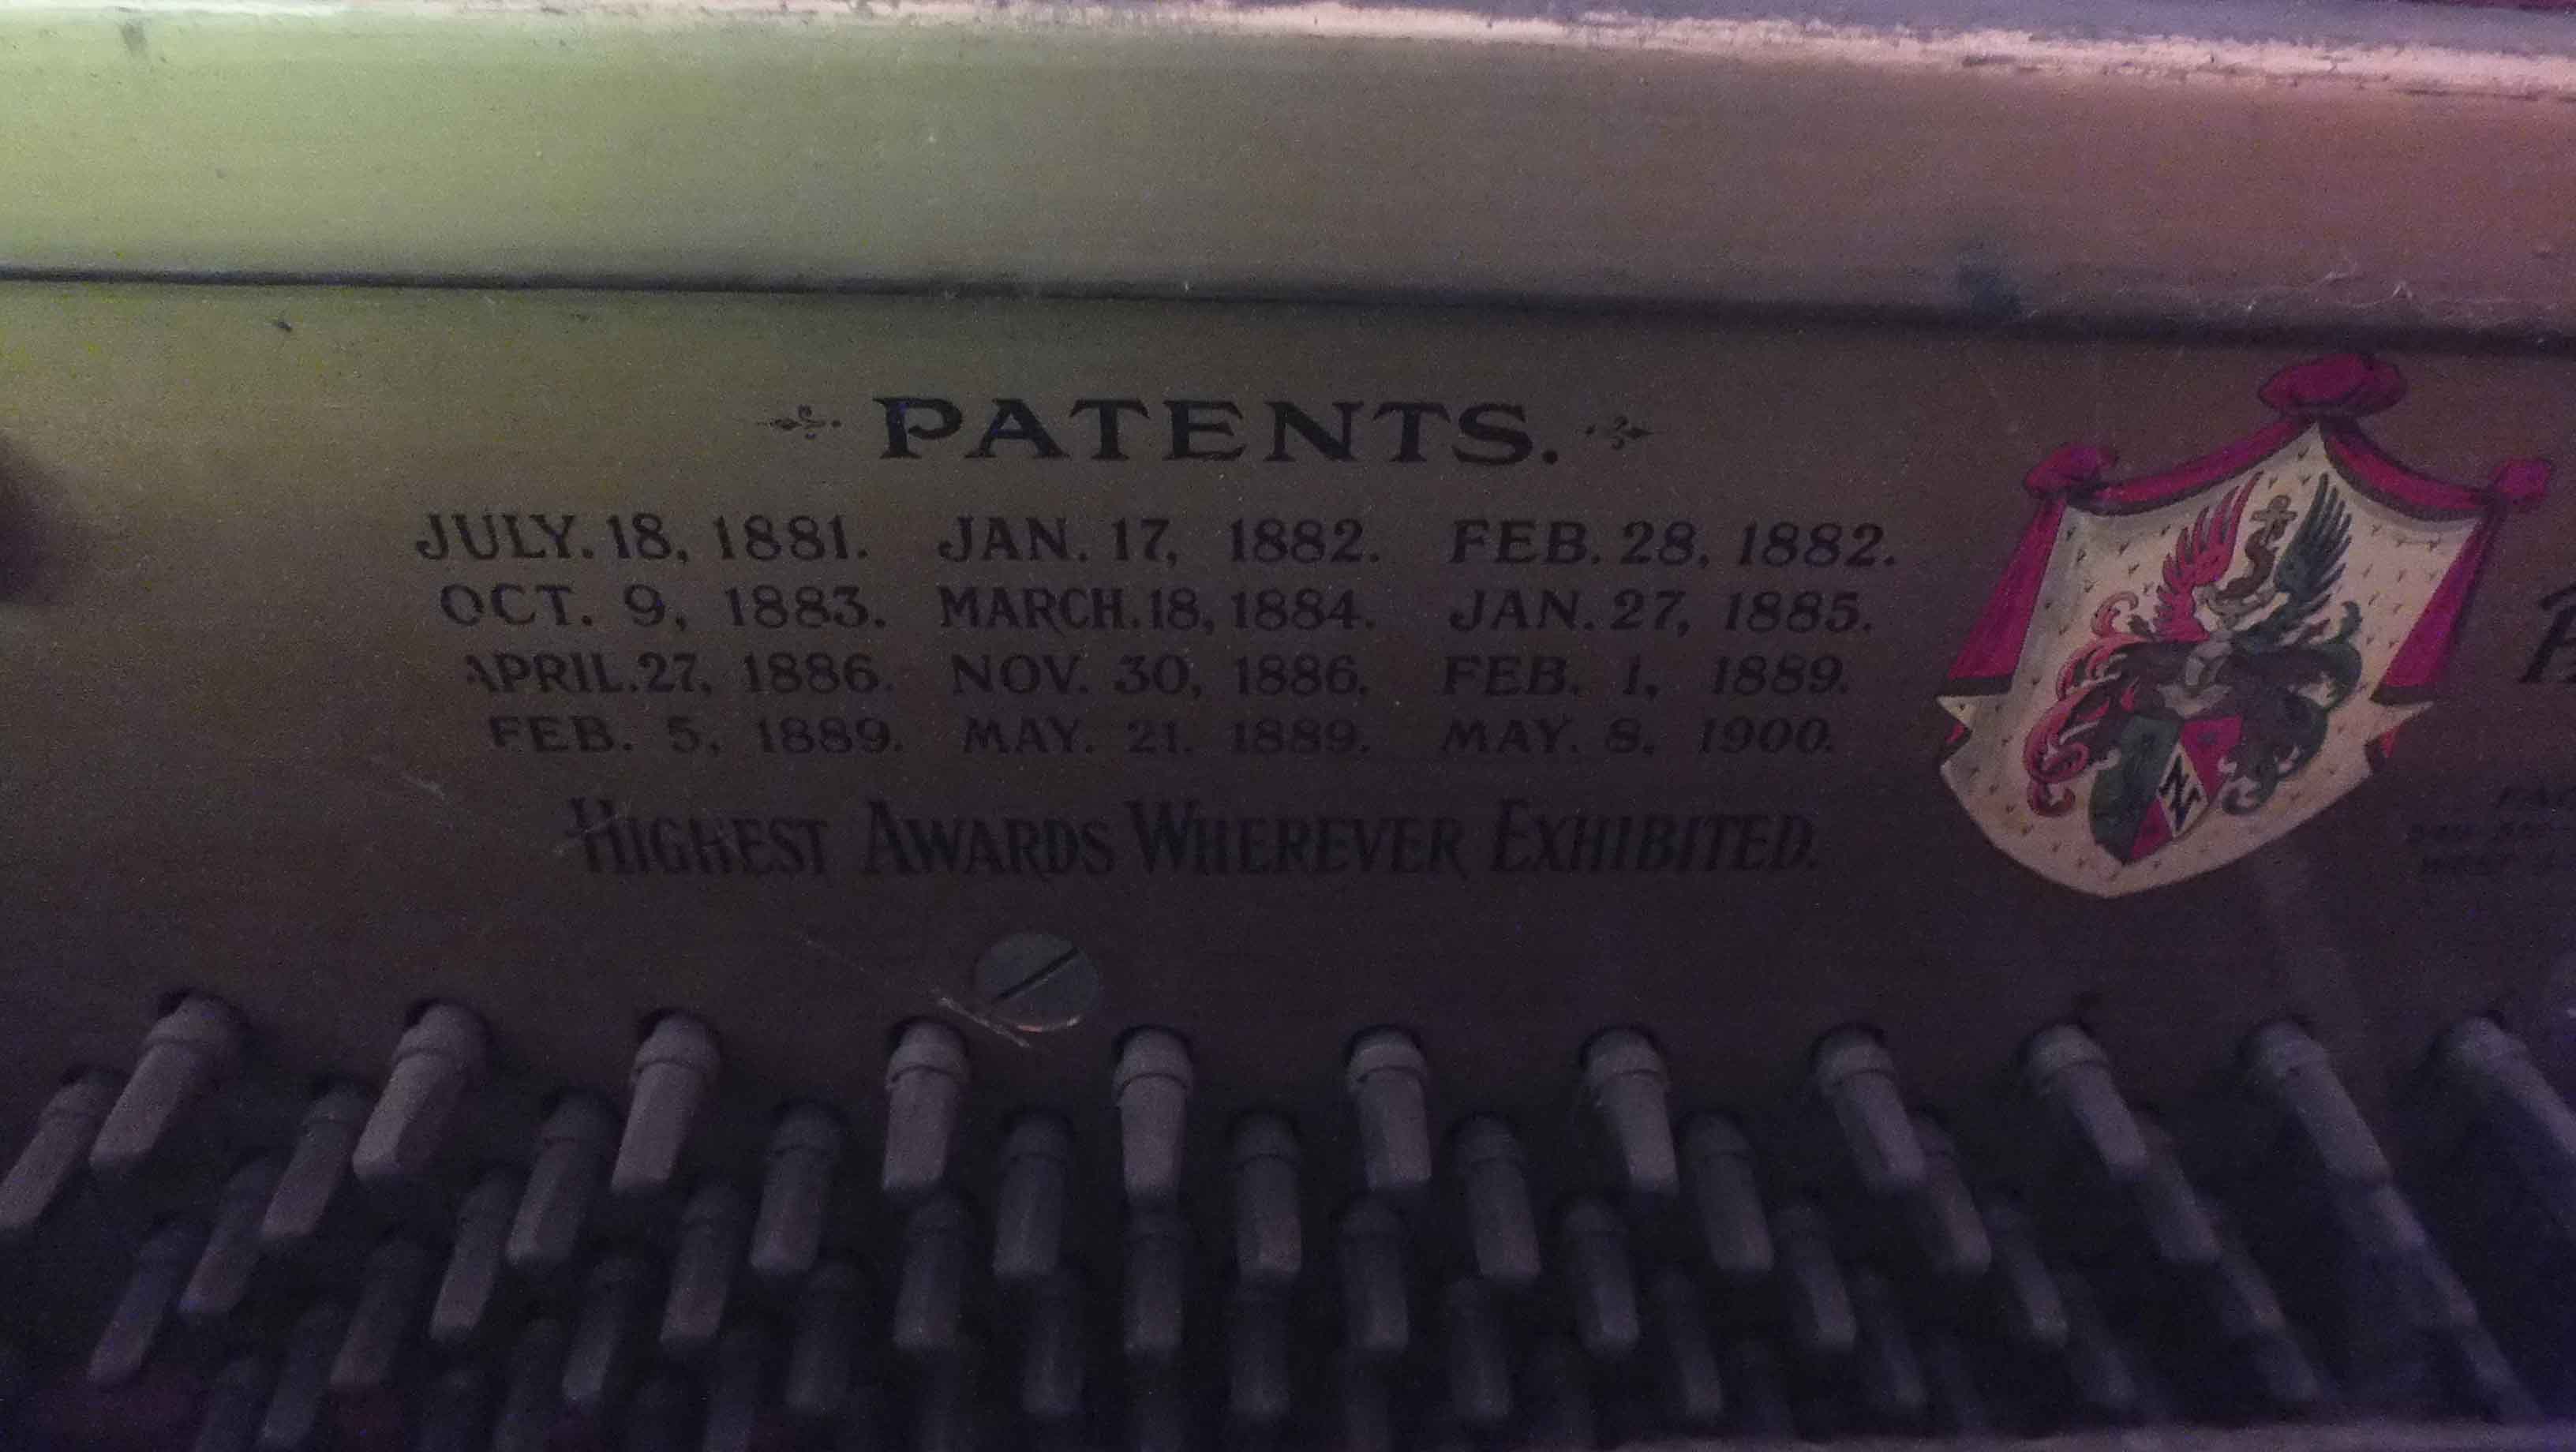 PATENTS.
JULY. 18, 1881. JAN. 17, 1882. FEB. 28, 1882.
OCT. 9, 1883. MARCH. 18, 1884. JAN. 27, 1885.
APRIL. 27, 1886. NOV. 30, 1886. FEB. 1, 1889.
FEB. 5, 1889. MAY. 21. 1889. MAY. 8, 1900.
HIGHEST AWARDS WHEREVER EXHIBITED.